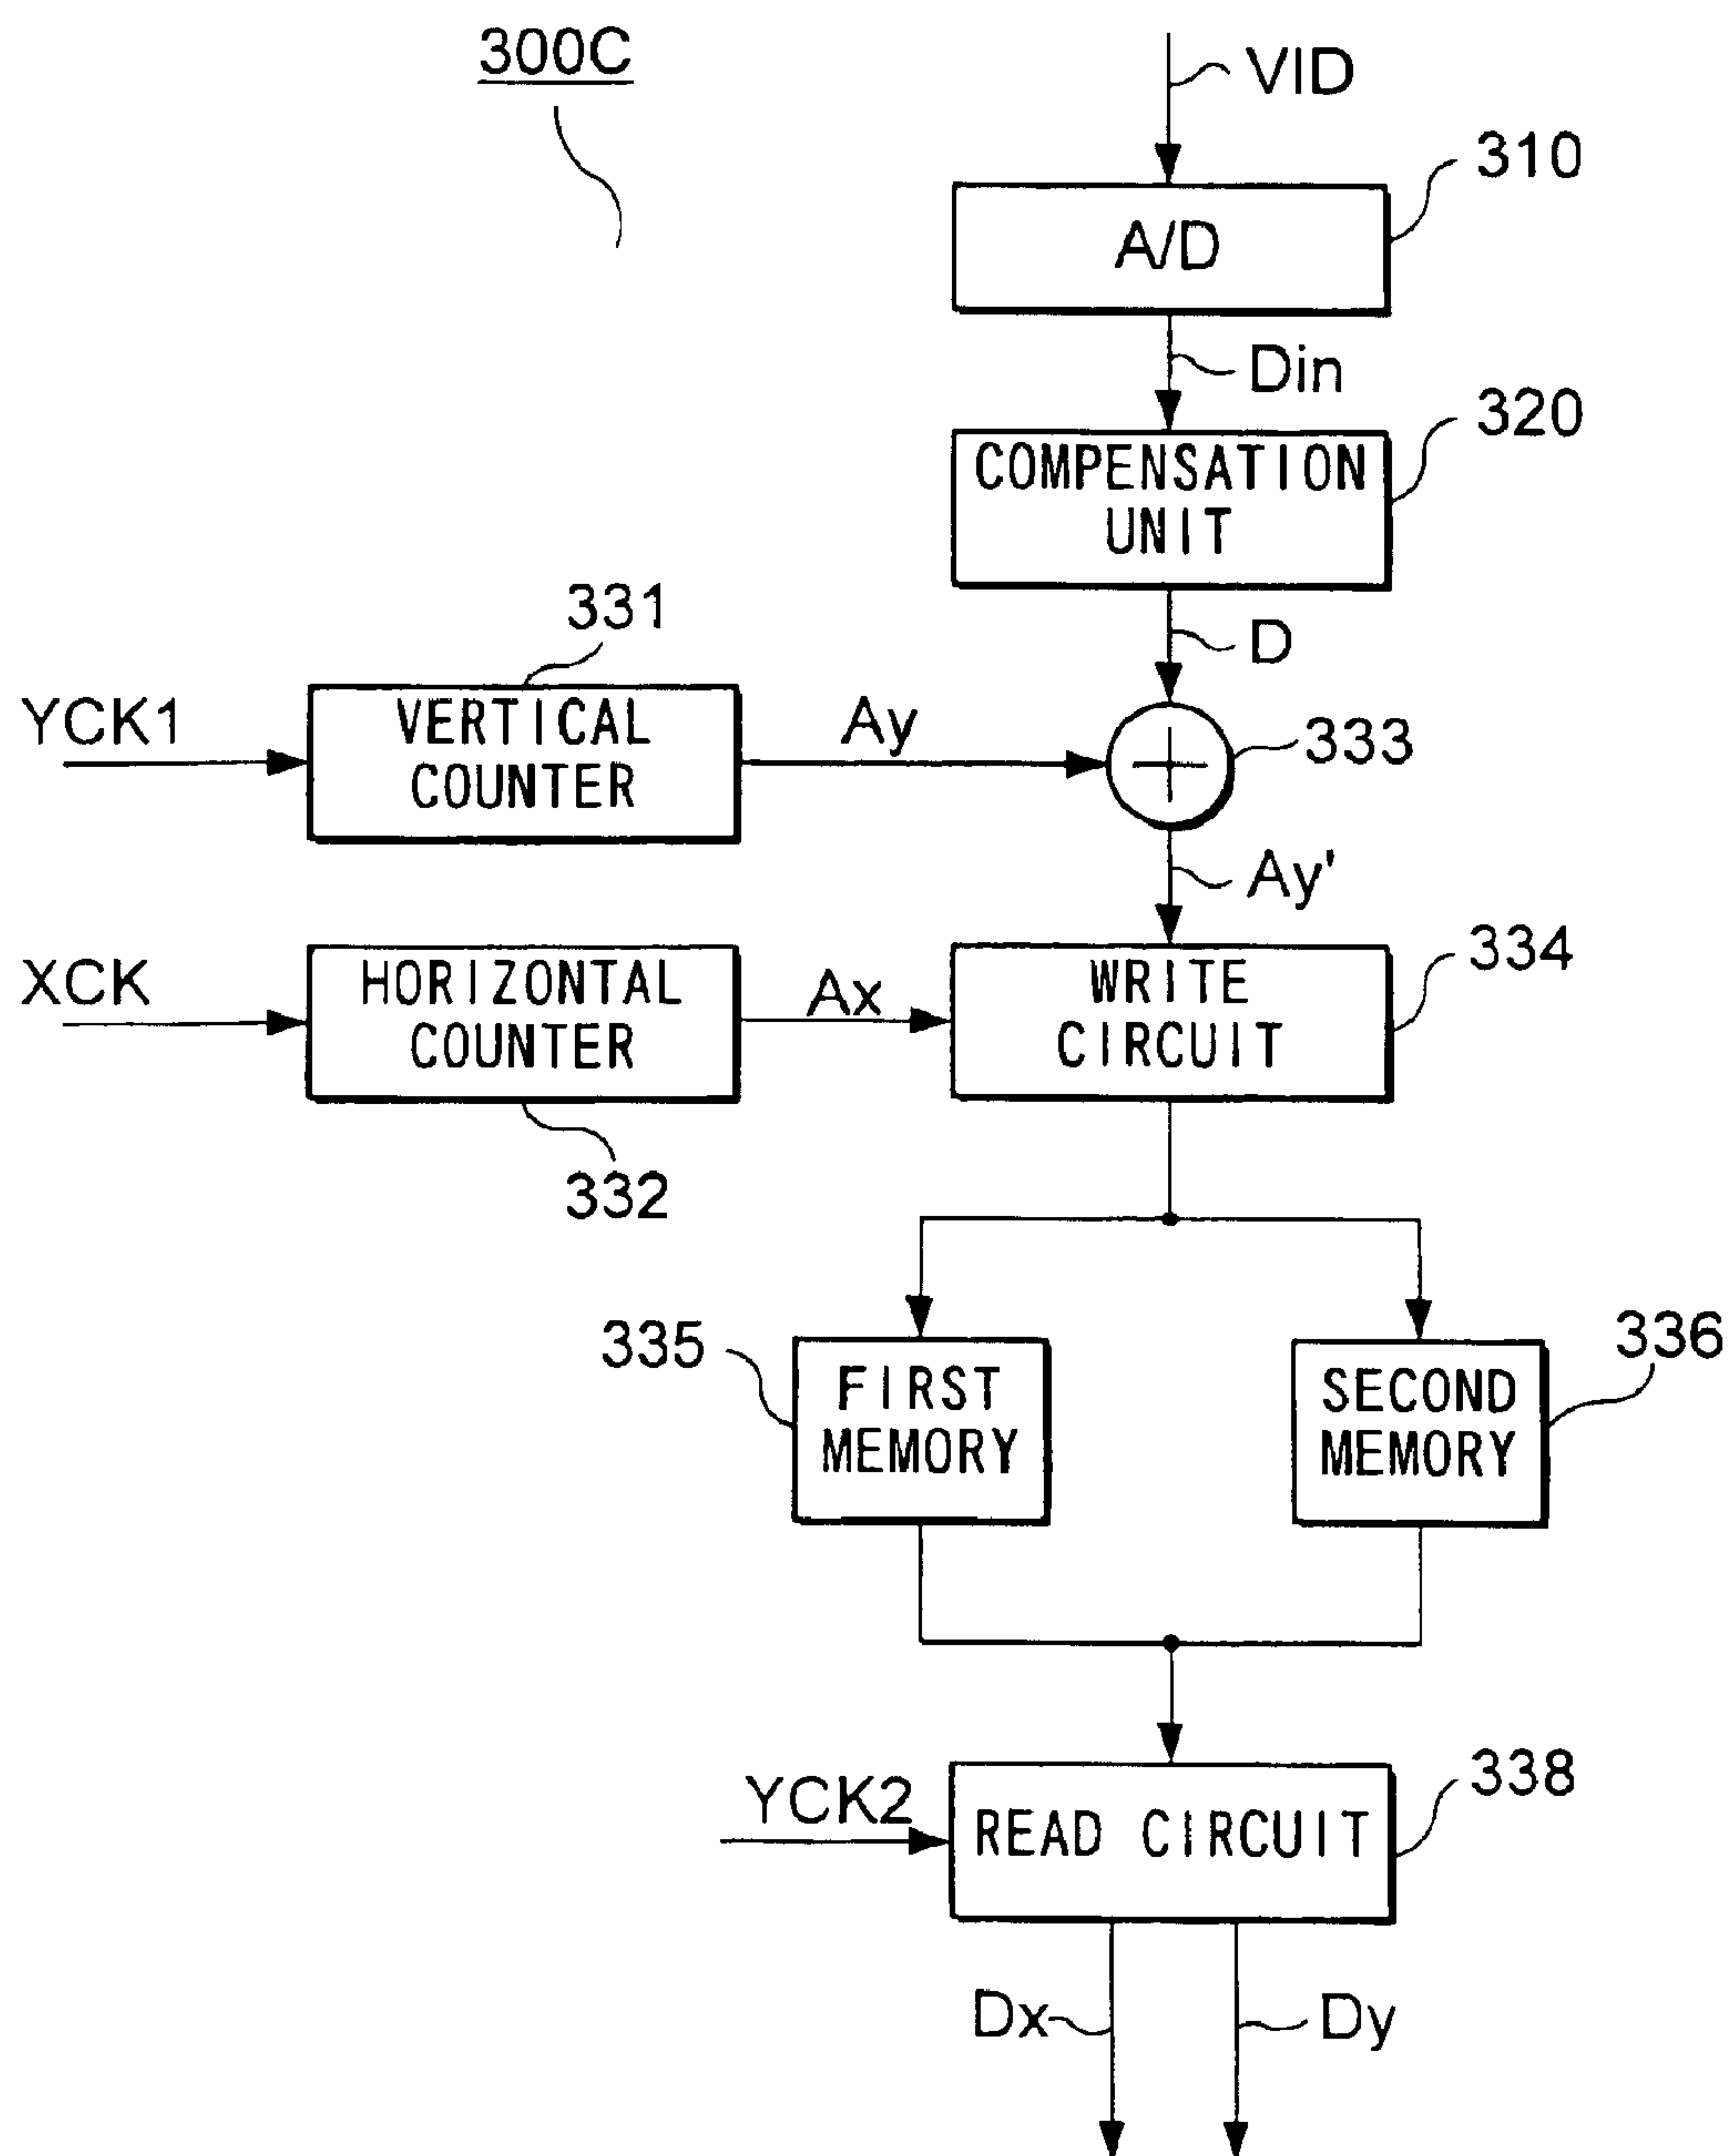 300C
VID
310
A/D
Din
320
COMPENSATION
UNIT
331
D
YCK1
VERTICAL
COUNTER
Ay
333
Ay'
XCK
HORIZONTAL
COUNTER
Ax
334
WRITE
CIRCUIT
332
335
FIRST
MEMORY
336
SECOND
MEMORY
338
YCK2
READ CIRCUIT
Dx
Dy